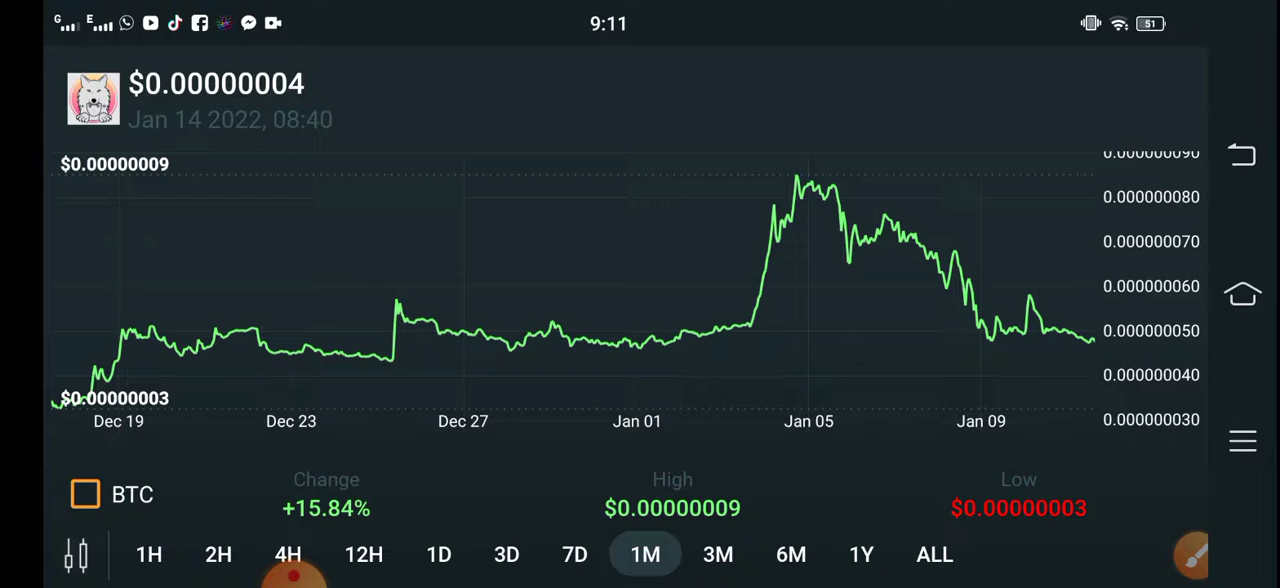 G E 9:11 51
$0.00000004
Jan 14 2022, 08:40
$0.00000009
0.000000090
0.000000080
0.000000070
0.000000060
0.000000050
0.000000040
$0.00000003
0.000000030
Dec 19 Dec 23 Dec 27 Jan 01 Jan 05 Jan 09
Change High Low
BTC +15.84% $0.00000009 $0.00000003
1H 2H 4H 12H 1D 3D 7D 1M 3M 6M 1Y ALL